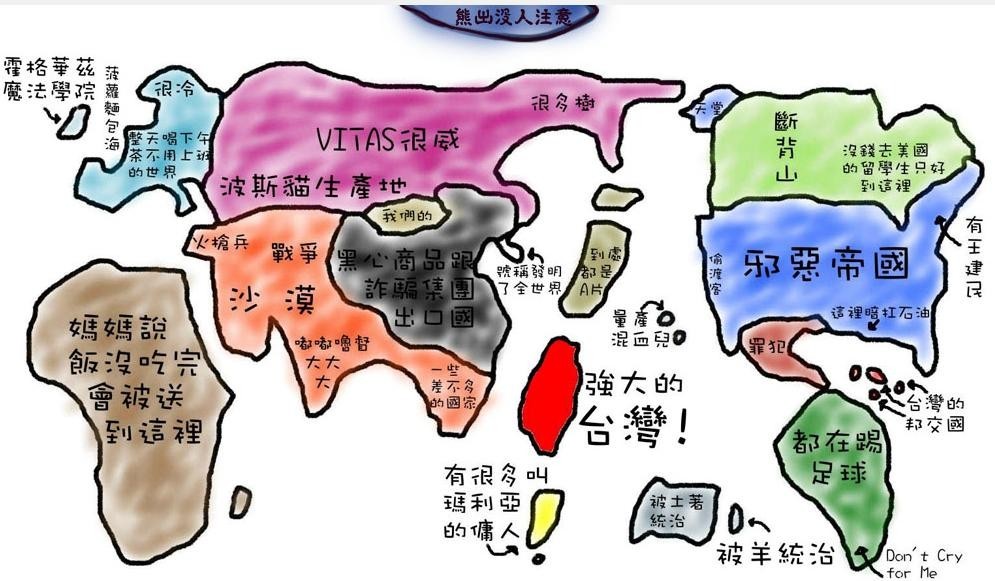 熊出沒人注意
霍格華茲
魔法學院
菠蘿麵包海
很冷
整天喝下午
茶不用上班
的世界
VITAS很威
很多樹
波斯貓生產地
天堂
斷背山
沒錢去美國
的留學生只好
到這裡
火槍兵
戰爭
沙漠
我們的
黑心商品跟
詐騙集團
出口國
號稱發明
了全世界
到處
都是
A片
偷渡客
邪惡帝國
有王建民
這裡暗扛石油
量產
混血兒
罪犯
媽媽說
飯沒吃完
會被送
到這裡
嘟嘟嚕督
大大
大
一些
差不多
的國家
強大的
台灣!
台灣的
邦交國
都在踢
足球
有很多叫
瑪利亞
的傭人
被土著
統治
被羊統治
Don't Cry
for Me